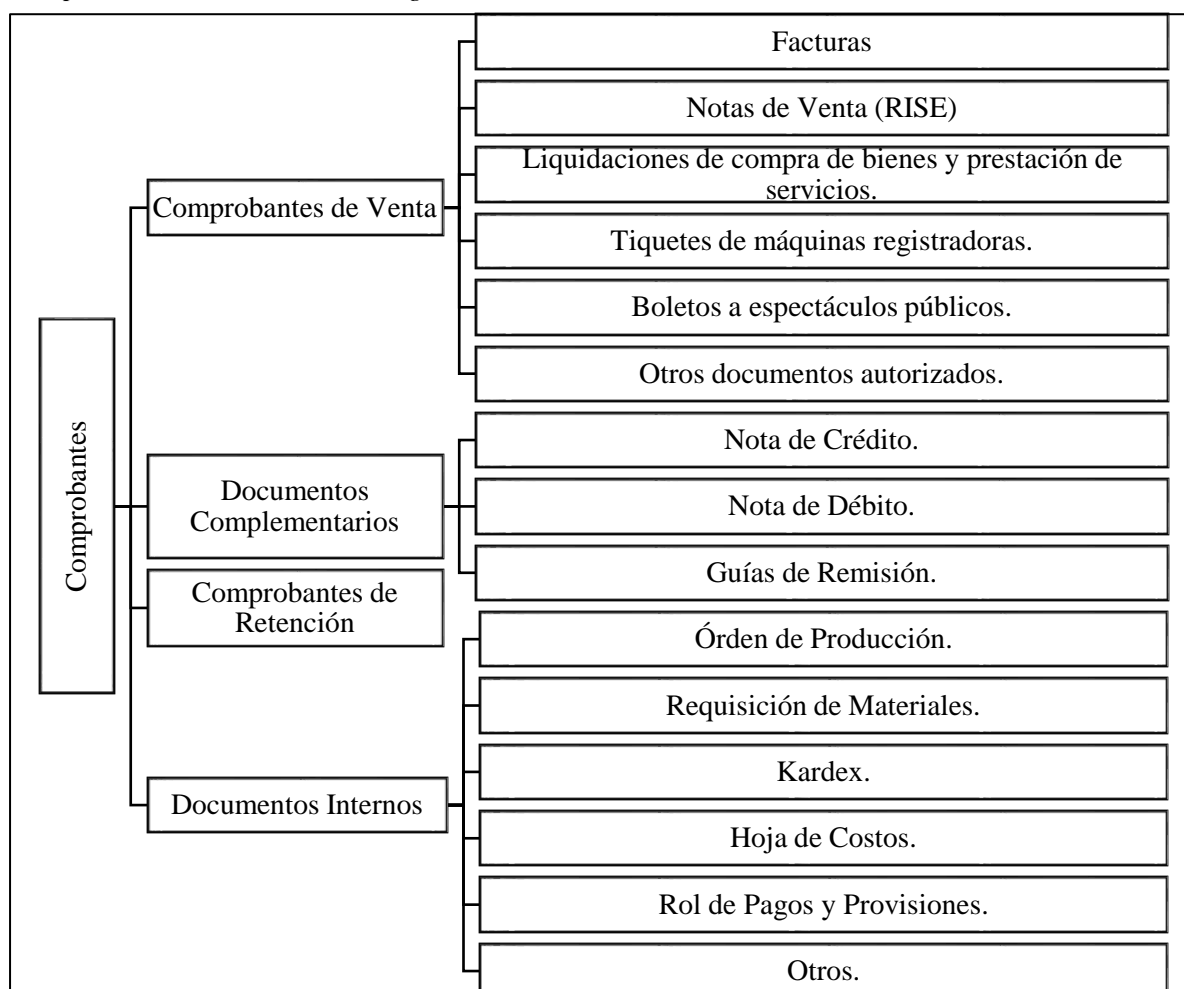 Facturas
Notas de Venta (RISE)
Liquidaciones de compra de bienes y prestación de
servicios.
Comprobantes de Venta
Tiquetes de máquinas registradoras.
Boletos a espectáculos públicos.
Otros documentos autorizados.
Comprobantes
Nota de Crédito.
Documentos
Complementarios
Nota de Débito.
Guías de Remisión.
Comprobantes de
Retención
Órden de Producción.
Requisición de Materiales.
Kardex.
Documentos Internos
Hoja de Costos.
Rol de Pagos y Provisiones.
Otros.